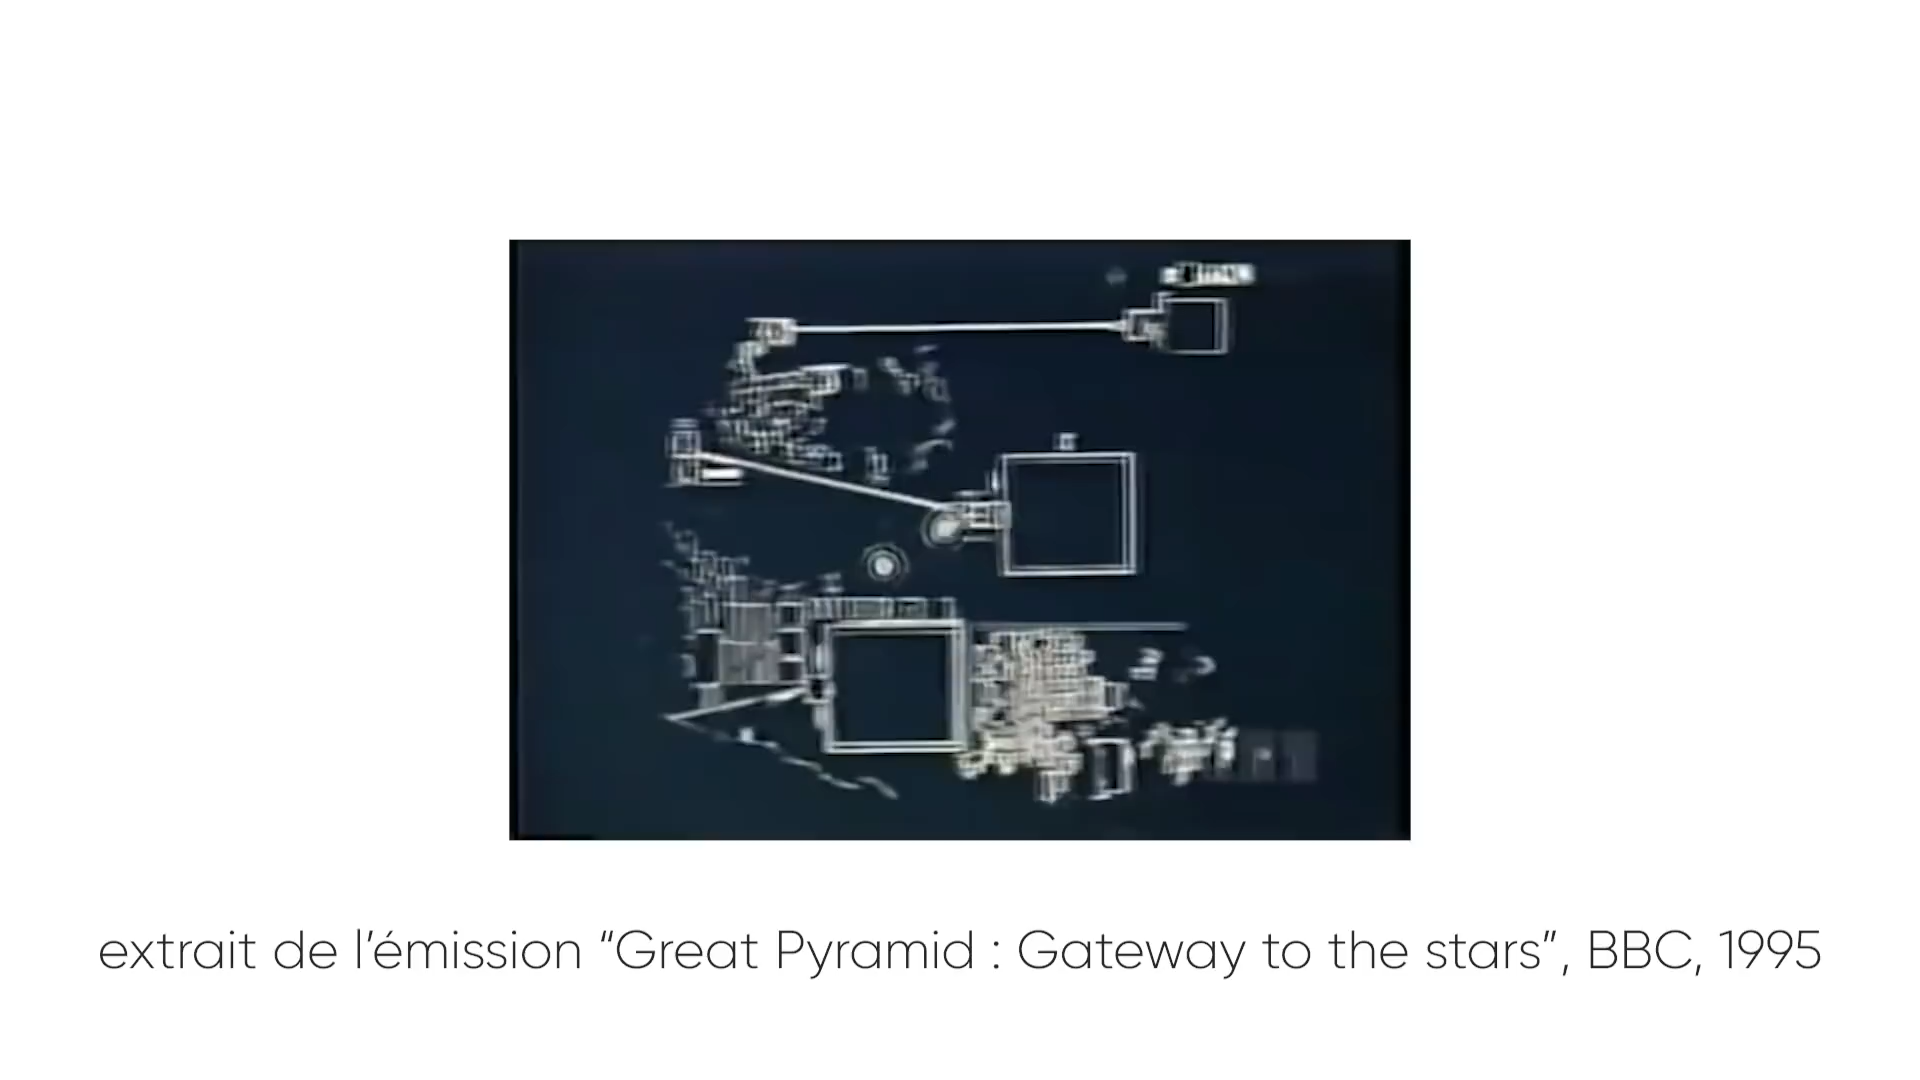 extrait de l’émission “Great Pyramid : Gateway to the stars”, BBC, 1995